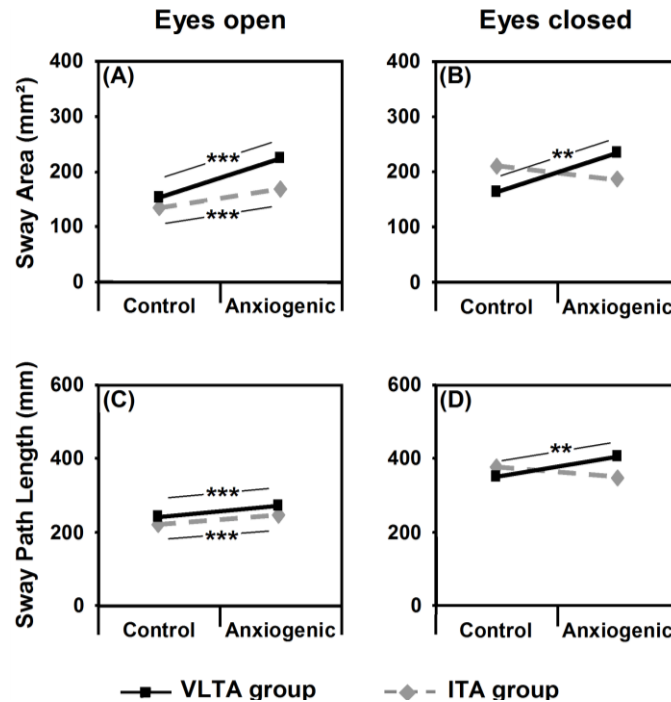 Eyes open
Eyes closed
Sway Area (mm²)
(A)
400
300
200
100
0
***
***
Control
Anxiogenic
(B)
400
300
200
100
0
**
Control
Anxiogenic
Sway Path Length (mm)
(C)
600
400
200
0
***
***
Control
Anxiogenic
(D)
600
400
200
0
**
Control
Anxiogenic
VLTA group
ITA group